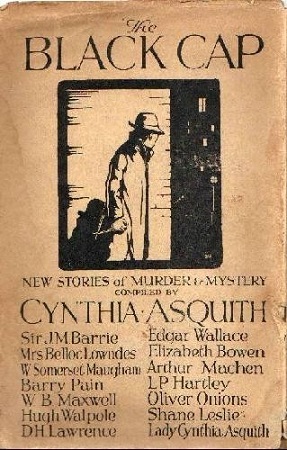 The
BLACK CAP
NEW STORIES OF MURDER & MYSTERY
COMPILED BY
CYNTHIA·ASQUITH
Sir J.M Barrie
Mrs Belloc Lowndes
W Somerset Maugham
Barry Pain
W B Maxwell
Hugh Walpole
D H Lawrence
Edgar Wallace
Elizabeth Bowen
Arthur Machen
L P Hartley
Oliver Onions
Shane Leslie
Lady Cynthia Asquith